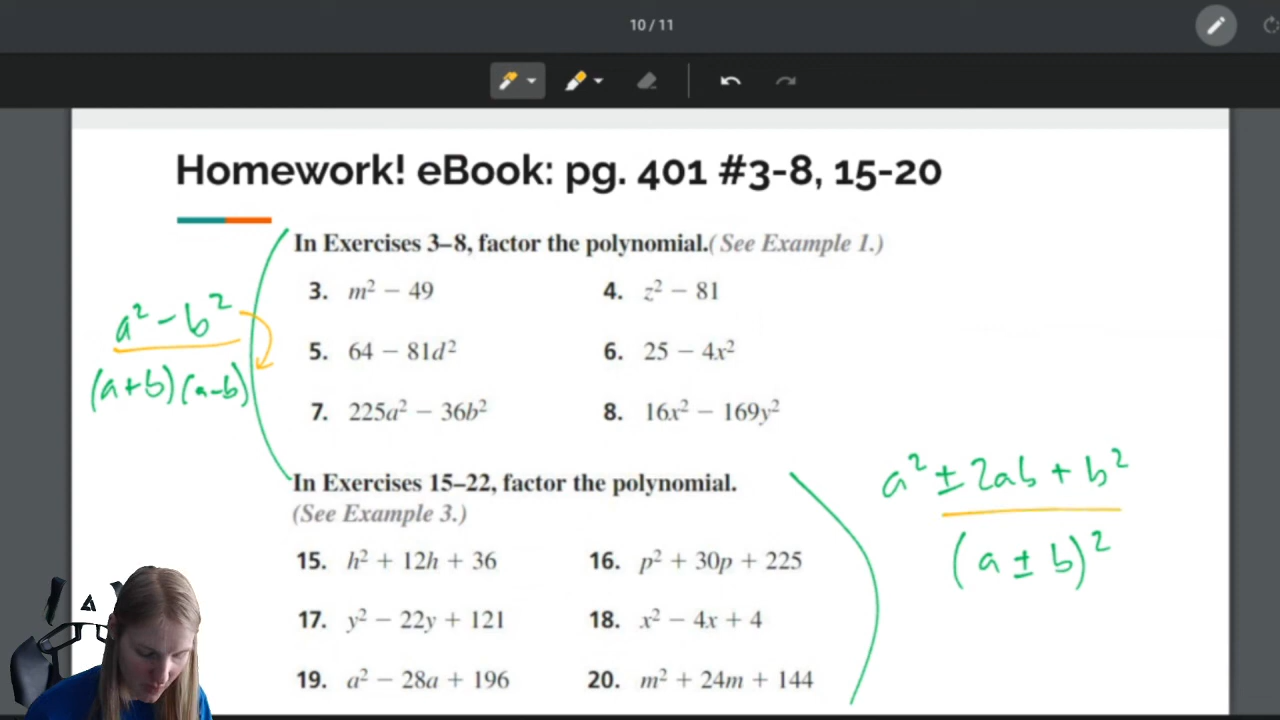 10 / 11
Homework! eBook: pg. 401 #3-8, 15-20
In Exercises 3–8, factor the polynomial. (See Example 1.)
3. m² − 49
4. z² − 81
a² − b²
5. 64 − 81d²
6. 25 − 4x²
(a+b)(a−b)
7. 225a² − 36b²
8. 16x² − 169y²
In Exercises 15–22, factor the polynomial.
(See Example 3.)
a² ± 2ab + b²
(a ± b)²
15. h² + 12h + 36
16. p² + 30p + 225
17. y² − 22y + 121
18. x² − 4x + 4
19. a² − 28a + 196
20. m² + 24m + 144